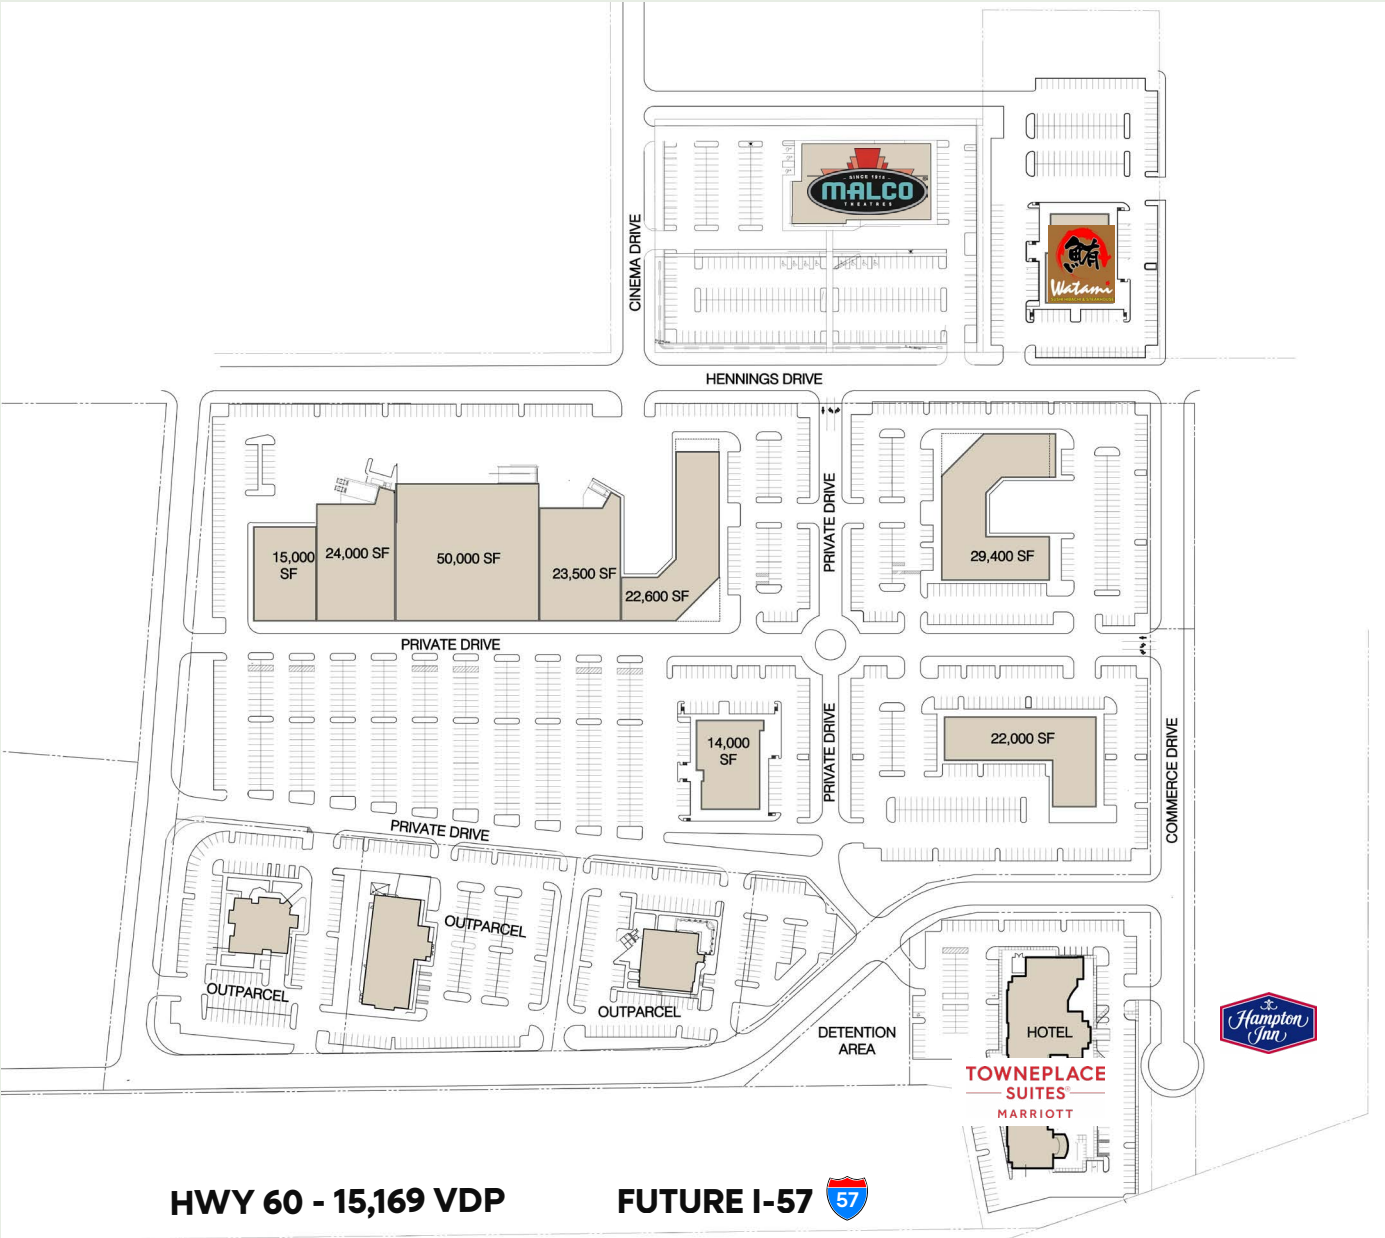 SINCE 1915
MALCO
THEATRES
CINEMA DRIVE
鮪
Watami
HENNINGS DRIVE
15,000
SF
24,000 SF
50,000 SF
23,500 SF
22,600 SF
PRIVATE DRIVE
29,400 SF
PRIVATE DRIVE
14,000
SF
PRIVATE DRIVE
22,000 SF
COMMERCE DRIVE
PRIVATE DRIVE
OUTPARCEL
OUTPARCEL
OUTPARCEL
DETENTION
AREA
HOTEL
TOWNEPLACE
SUITES®
MARRIOTT
Hampton
Inn
HWY 60 - 15,169 VDP
FUTURE I-57
57